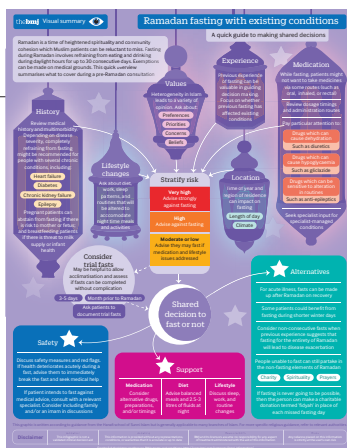 thebmj Visual summary
Ramadan fasting with existing conditions
A quick guide to making shared decisions
Ramadan is a time of heightened spirituality and community
cohesion which Muslim patients can be reluctant to miss. Fasting
during Ramadan involves refraining from eating and drinking
during daylight hours for up to 30 consecutive days. Exemptions
can be made on medical grounds. This quick overview
summarises what to cover during a pre-Ramadan consultation
History
Review medical
history and multimorbidity.
Depending on disease
severity, completely
refraining from fasting
might be recommended for
people with several chronic
conditions, including:
Heart failure
Diabetes
Chronic kidney failure
Epilepsy
Pregnant patients can
abstain from fasting if there
is risk to mother or fetus,
and breastfeeding patients
if there is threat to milk
supply or infant
health
Lifestyle
changes
Ask about diet,
work, sleep
patterns, and
routines that
will be altered to
accommodate
night time meals
and activities
Values
Heterogeneity in Islam
leads to a variety of
opinion. Ask about:
Preferences
Priorities
Concerns
Beliefs
Experience
Previous experience
of fasting can be
valuable in guiding
decision making.
Focus on whether
previous fasting has
affected existing
conditions
Medication
While fasting, patients might
not want to take medicines
via some routes (such as
oral, infused, or rectal)
Review dosage timings
and administration routes
Pay particular attention to:
Drugs which can
cause dehydration
Such as diuretics
Drugs which can
cause hypoglycemia
Such as gliclazide
Drugs which can be
sensitive to alteration
in routines
Such as anti-epileptics
Seek specialist input for
specialist managed
conditions
Location
Time of year and
place of residence can
impact on fasting
Length of day
Climate
Stratify risk
Very high
Advise strongly
against fasting
High
Advise against fasting
Moderate or low
Advise they may fast if
medication and lifestyle
issues addressed
Consider
trial fasts
May be helpful to allow
acclimatisation and assess
if fasts can be completed
without complication
2-5 days
Month prior to Ramadan
Ask patients to
document trial fasts
Shared
decision to
fast or not
Safety
Discuss safety measures and red flags.
If health deteriorates acutely during a
fast, advise them to immediately
break the fast and seek medical help.
If patient intends to fast against
medical advice, consult with a relevant
specialist. Consider including family
and/or an imam in discussions
Support
Medication
Consider
alternative drugs,
preparations,
and/or timings
Diet
Advise balanced
meals and 2.5-3
litres of fluids at
night
Lifestyle
Discuss sleep,
work, and
routine
changes
Alternatives
For acute illness, fasts can be made
up after Ramadan on recovery
Some patients could benefit from
fasting during shorter winter days
Consider non-consecutive fasts when
previous experience suggests that
fasting for the entirety of Ramadan
will lead to disease exacerbation
People unable to fast can still partake in
the non-fasting elements of Ramadan
Charity
Spirituality
Prayers
If fasting is never going to be possible,
then the person can make a charitable
donation termed 'fidyah' in place of
each missed fasting day
Disclaimer